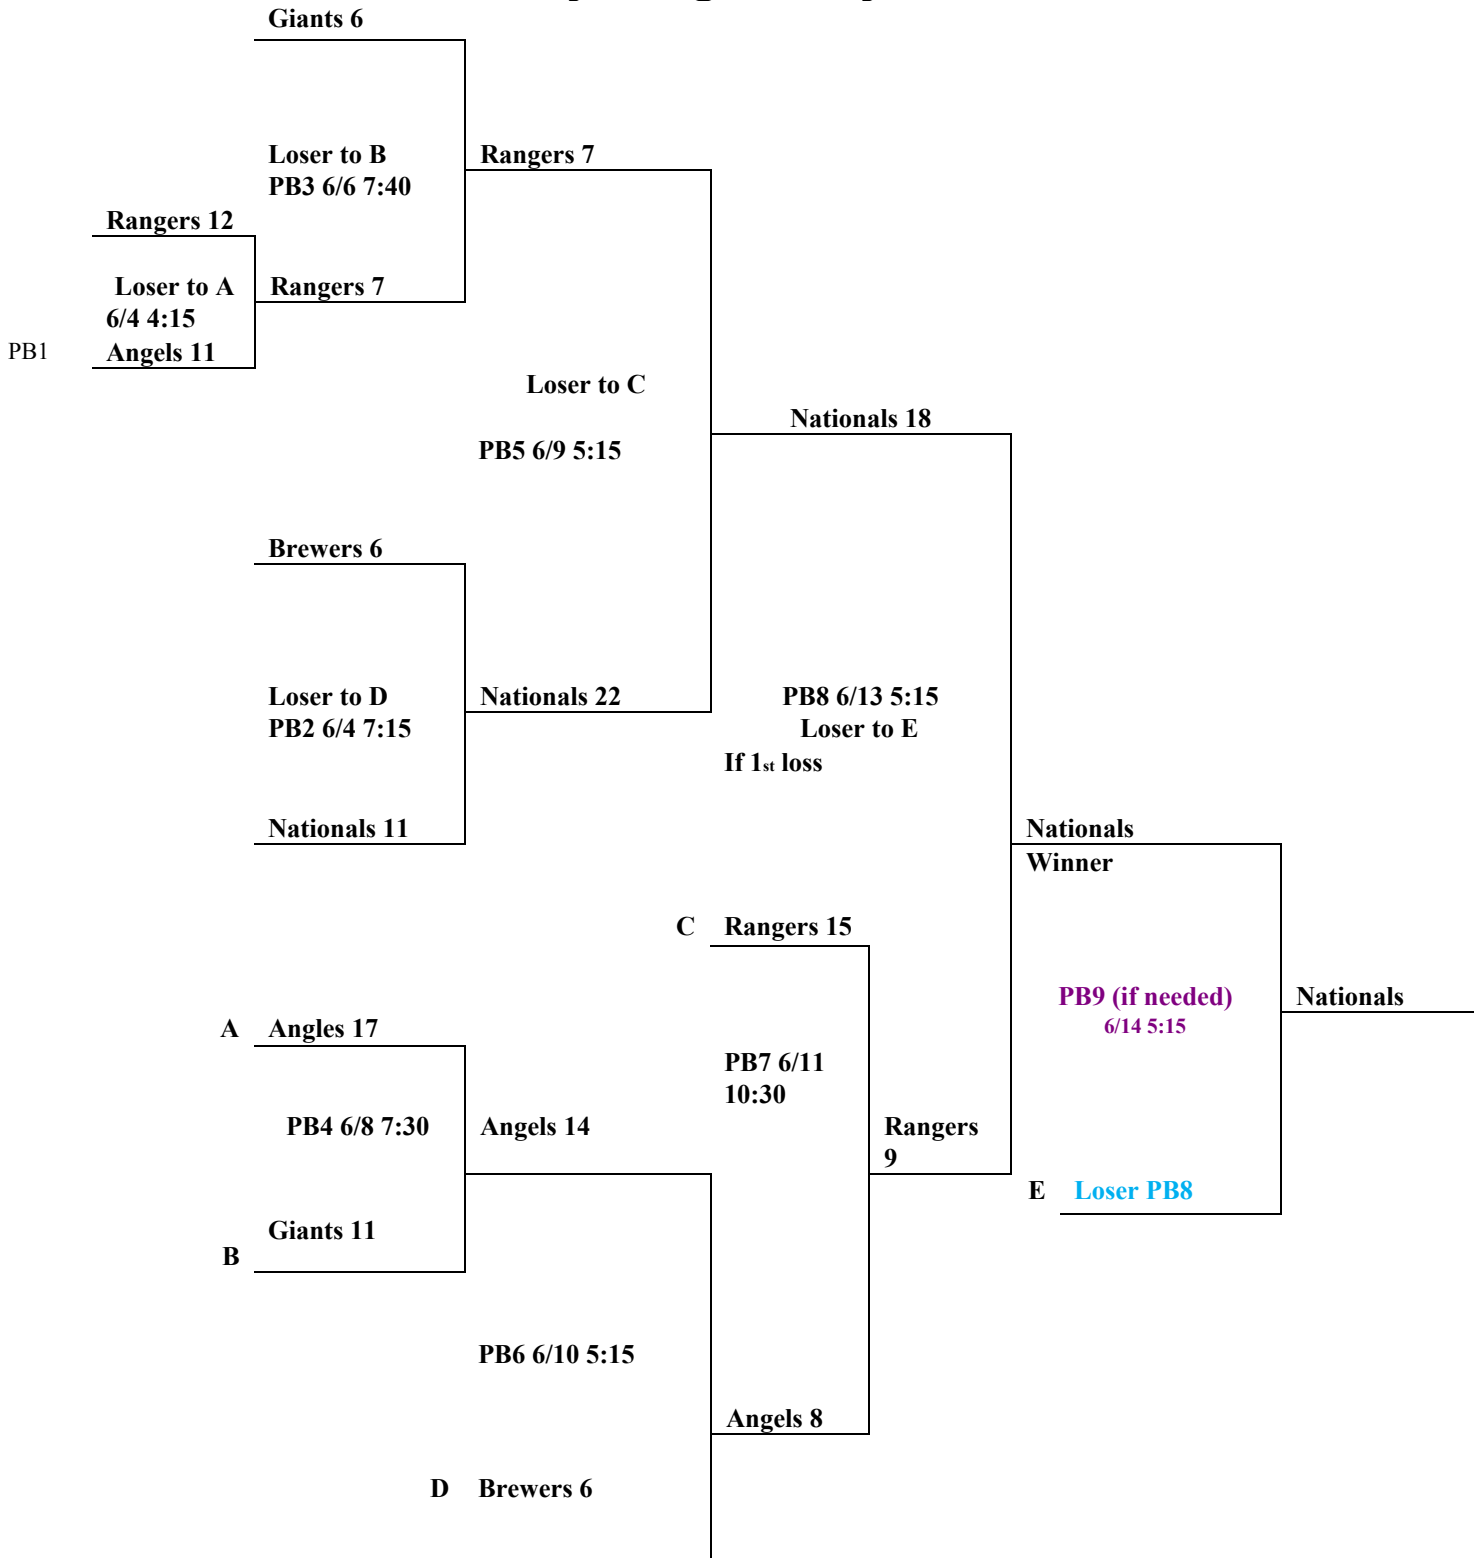 Giants 6
Loser to B
PB3 6/6 7:40
Rangers 7
Rangers 12
Loser to A
6/4 4:15
Rangers 7
PB1
Angels 11
Loser to C
Nationals 18
PB5 6/9 5:15
Brewers 6
Loser to D
PB2 6/4 7:15
Nationals 22
PB8 6/13 5:15
Loser to E
If 1st loss
Nationals 11
Nationals
Winner
C Rangers 15
PB9 (if needed)
6/14 5:15
Nationals
A Angles 17
PB7 6/11
10:30
PB4 6/8 7:30
Angels 14
Rangers
9
E Loser PB8
Giants 11
B
PB6 6/10 5:15
Angels 8
D Brewers 6